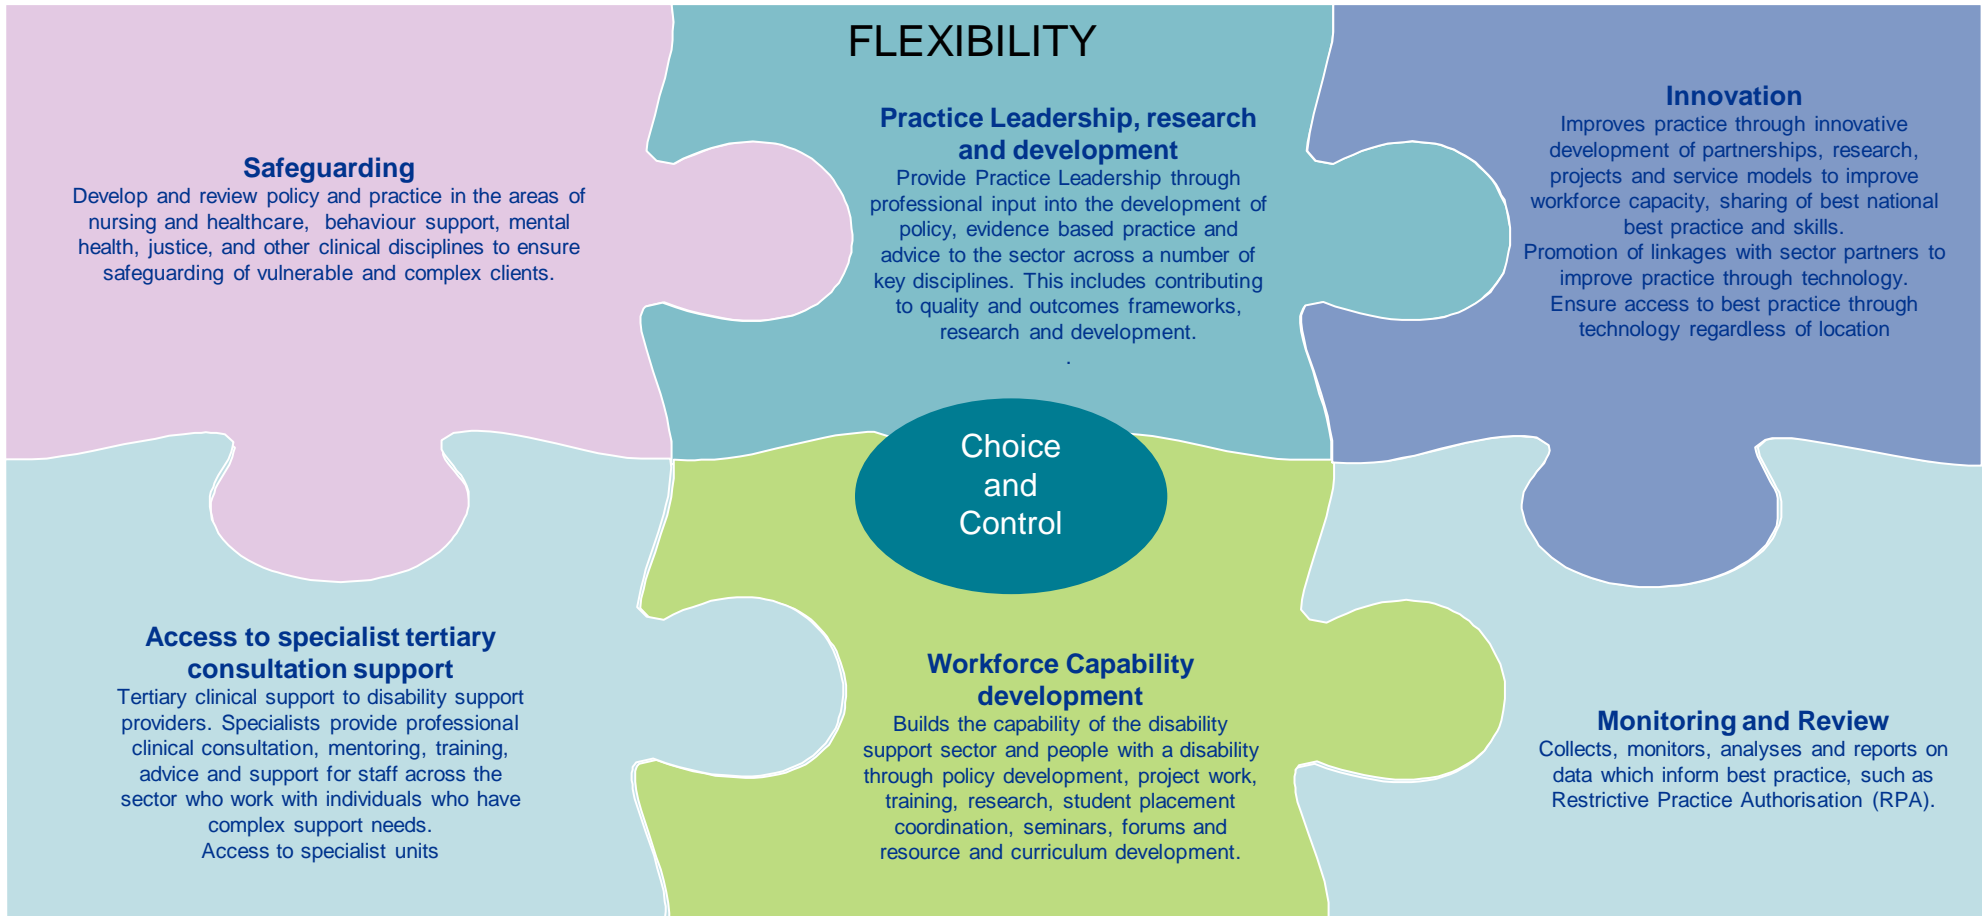 FLEXIBILITY
Safeguarding
Develop and review policy and practice in the areas of
nursing and healthcare, behaviour support, mental
health, justice, and other clinical disciplines to ensure
safeguarding of vulnerable and complex clients.
Practice Leadership, research
and development
Provide Practice Leadership through
professional input into the development of
policy, evidence based practice and
advice to the sector across a number of
key disciplines. This includes contributing
to quality and outcomes frameworks,
research and development.
.
Innovation
Improves practice through innovative
development of partnerships, research,
projects and service models to improve
workforce capacity, sharing of best national
best practice and skills.
Promotion of linkages with sector partners to
improve practice through technology.
Ensure access to best practice through
technology regardless of location
Choice
and
Control
Access to specialist tertiary
consultation support
Tertiary clinical support to disability support
providers. Specialists provide professional
clinical consultation, mentoring, training,
advice and support for staff across the
sector who work with individuals who have
complex support needs.
Access to specialist units
Workforce Capability
development
Builds the capability of the disability
support sector and people with a disability
through policy development, project work,
training, research, student placement
coordination, seminars, forums and
resource and curriculum development.
Monitoring and Review
Collects, monitors, analyses and reports on
data which inform best practice, such as
Restrictive Practice Authorisation (RPA).